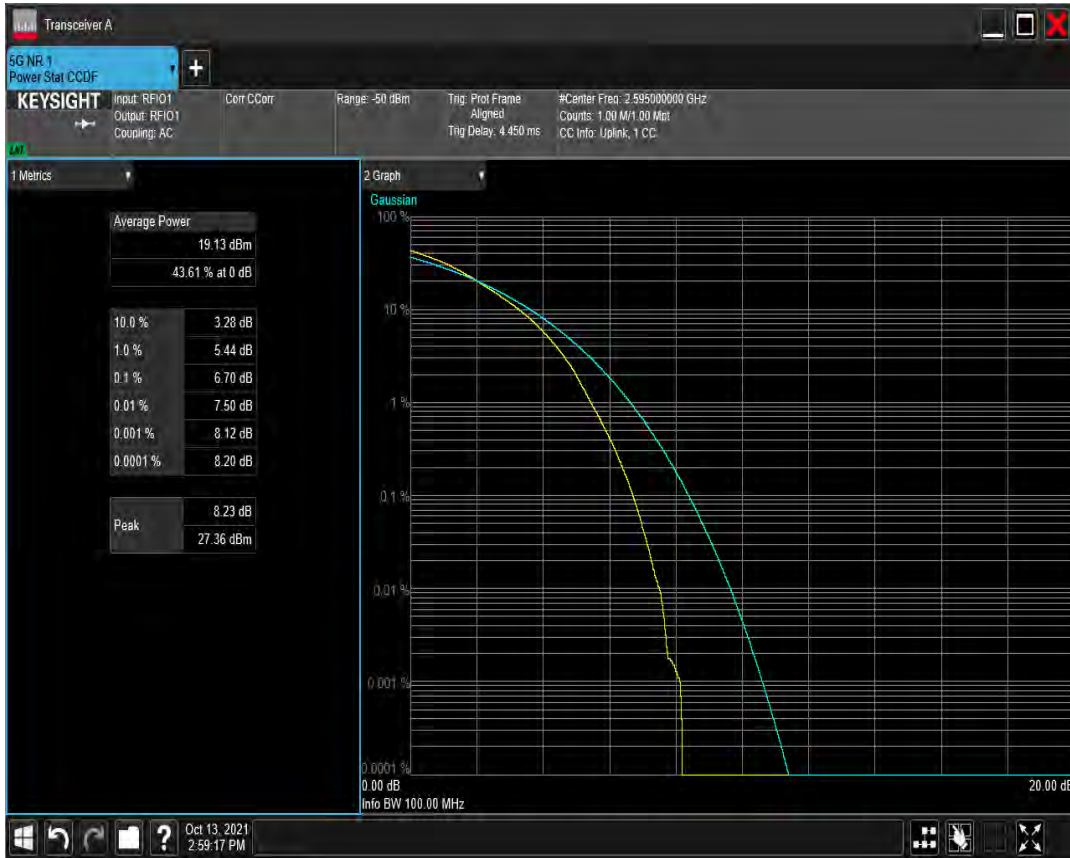 Transceiver A
5G NR 1
Power Stat CCDF
+
KEYSIGHT
Input: RFIO1
Output: RFIO1
Coupling: AC
Corr CCorr
Range: -50 dBm
Trig: Prot Frame
Aligned
Trig Delay: 4.450 ms
#Center Freq: 2.595000000 GHz
Counts: 1.00 M/1.00 Mpt
CC Info: Uplink, 1 CC
1 Metrics
Average Power
19.13 dBm
43.61 % at 0 dB
10.0 % 3.28 dB
1.0 % 5.44 dB
0.1 % 6.70 dB
0.01 % 7.50 dB
0.001 % 8.12 dB
0.0001 % 8.20 dB
Peak 8.23 dB
27.36 dBm
2 Graph
Gaussian
100 %
10 %
1 %
0.1 %
0.01 %
0.001 %
0.0001 %
0.00 dB
20.00 dB
Info BW 100.00 MHz
?
Oct 13, 2021
2:59:17 PM